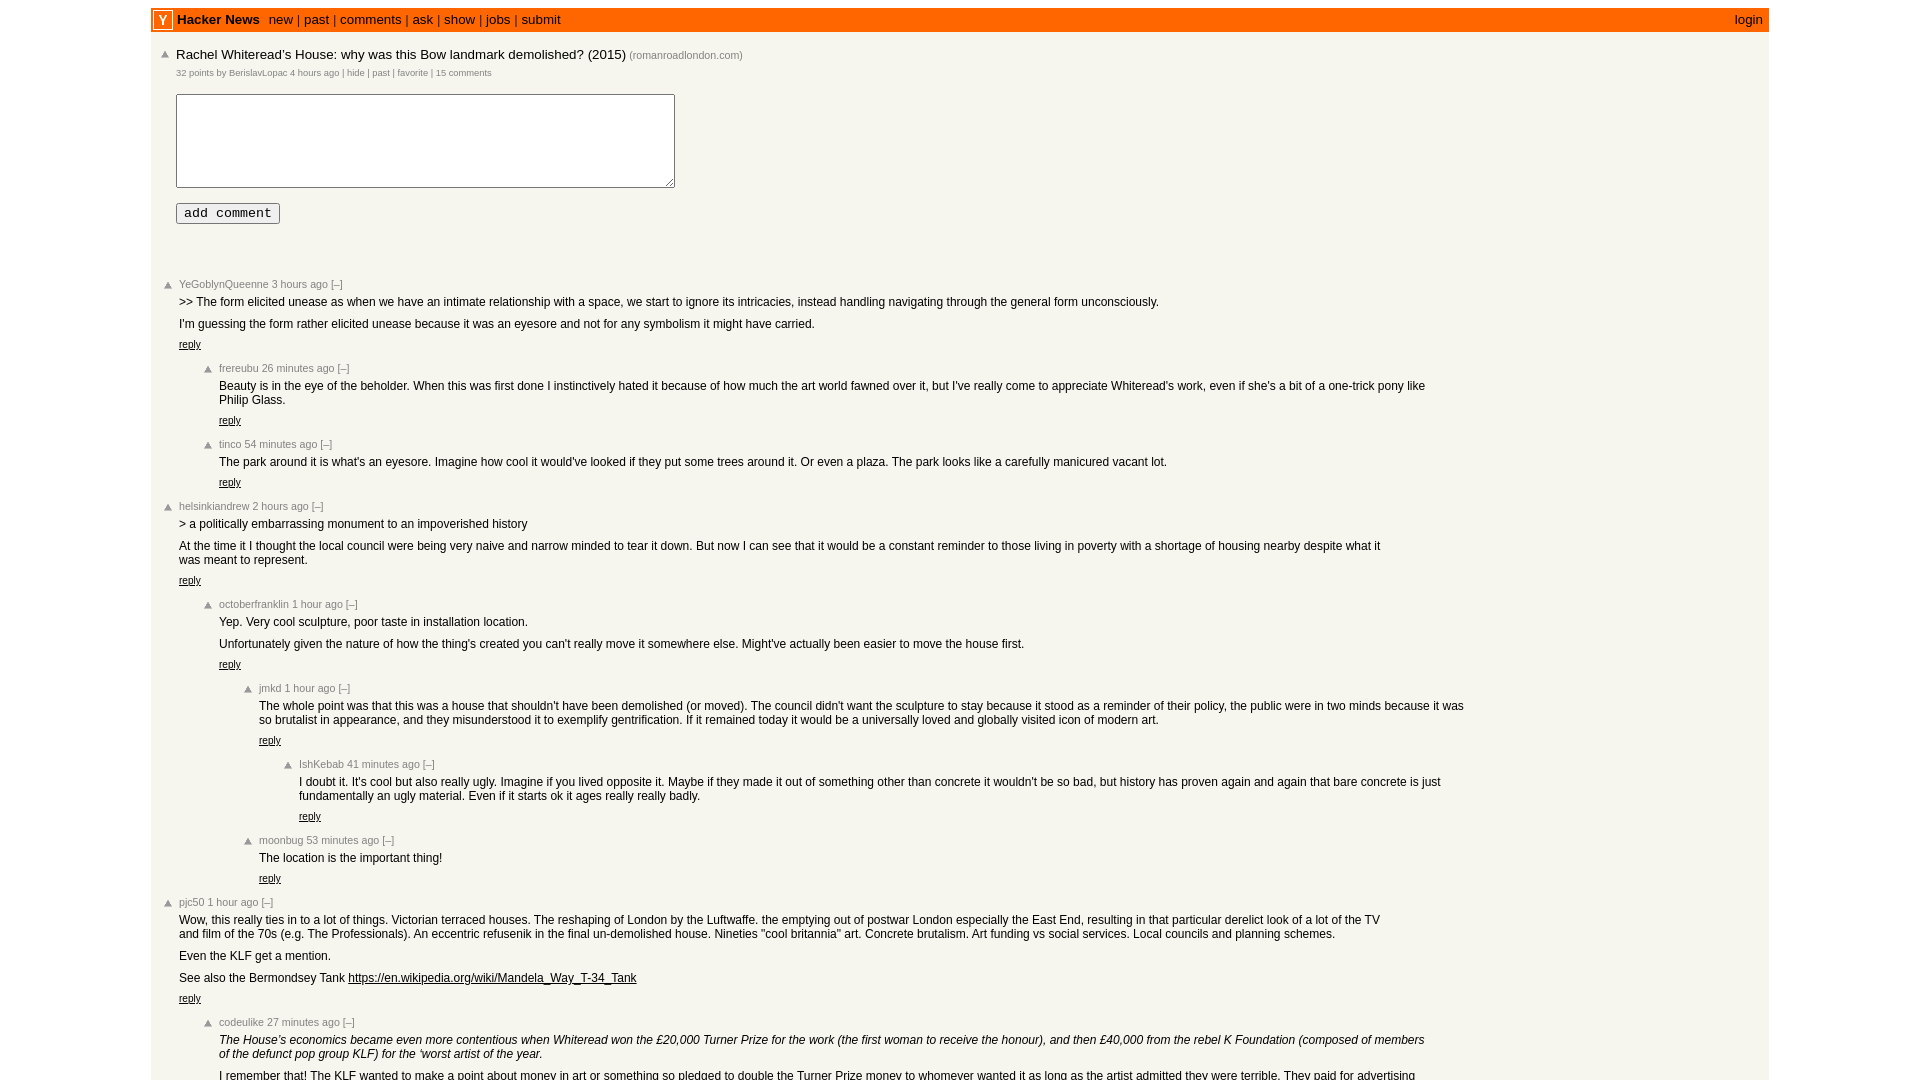 Y Hacker News new | past | comments | ask | show | jobs | submit login
Rachel Whiteread’s House: why was this Bow landmark demolished? (2015) (romanroadlondon.com)
32 points by BerislavLopac 4 hours ago | hide | past | favorite | 15 comments
add comment
YeGoblynQueenne 3 hours ago [–]
>> The form elicited unease as when we have an intimate relationship with a space, we start to ignore its intricacies, instead handling navigating through the general form unconsciously.
I'm guessing the form rather elicited unease because it was an eyesore and not for any symbolism it might have carried.
reply
frereubu 26 minutes ago [–]
Beauty is in the eye of the beholder. When this was first done I instinctively hated it because of how much the art world fawned over it, but I've really come to appreciate Whiteread's work, even if she's a bit of a one-trick pony like
Philip Glass.
reply
tinco 54 minutes ago [–]
The park around it is what's an eyesore. Imagine how cool it would've looked if they put some trees around it. Or even a plaza. The park looks like a carefully manicured vacant lot.
reply
helsinkiandrew 2 hours ago [–]
> a politically embarrassing monument to an impoverished history
At the time it I thought the local council were being very naive and narrow minded to tear it down. But now I can see that it would be a constant reminder to those living in poverty with a shortage of housing nearby despite what it
was meant to represent.
reply
octoberfranklin 1 hour ago [–]
Yep. Very cool sculpture, poor taste in installation location.
Unfortunately given the nature of how the thing's created you can't really move it somewhere else. Might've actually been easier to move the house first.
reply
jmkd 1 hour ago [–]
The whole point was that this was a house that shouldn't have been demolished (or moved). The council didn't want the sculpture to stay because it stood as a reminder of their policy, the public were in two minds because it was
so brutalist in appearance, and they misunderstood it to exemplify gentrification. If it remained today it would be a universally loved and globally visited icon of modern art.
reply
IshKebab 41 minutes ago [–]
I doubt it. It's cool but also really ugly. Imagine if you lived opposite it. Maybe if they made it out of something other than concrete it wouldn't be so bad, but history has proven again and again that bare concrete is just
fundamentally an ugly material. Even if it starts ok it ages really really badly.
reply
moonbug 53 minutes ago [–]
The location is the important thing!
reply
pjc50 1 hour ago [–]
Wow, this really ties in to a lot of things. Victorian terraced houses. The reshaping of London by the Luftwaffe. the emptying out of postwar London especially the East End, resulting in that particular derelict look of a lot of the TV
and film of the 70s (e.g. The Professionals). An eccentric refusenik in the final un-demolished house. Nineties "cool britannia" art. Concrete brutalism. Art funding vs social services. Local councils and planning schemes.
Even the KLF get a mention.
See also the Bermondsey Tank https://en.wikipedia.org/wiki/Mandela_Way_T-34_Tank
reply
codeulike 27 minutes ago [–]
The House’s economics became even more contentious when Whiteread won the £20,000 Turner Prize for the work (the first woman to receive the honour), and then £40,000 from the rebel K Foundation (composed of members
of the defunct pop group KLF) for the ‘worst artist of the year.
I remember that! The KLF wanted to make a point about money in art or something so pledged to double the Turner Prize money to whomever wanted it as long as the artist admitted they were terrible. They paid for advertising